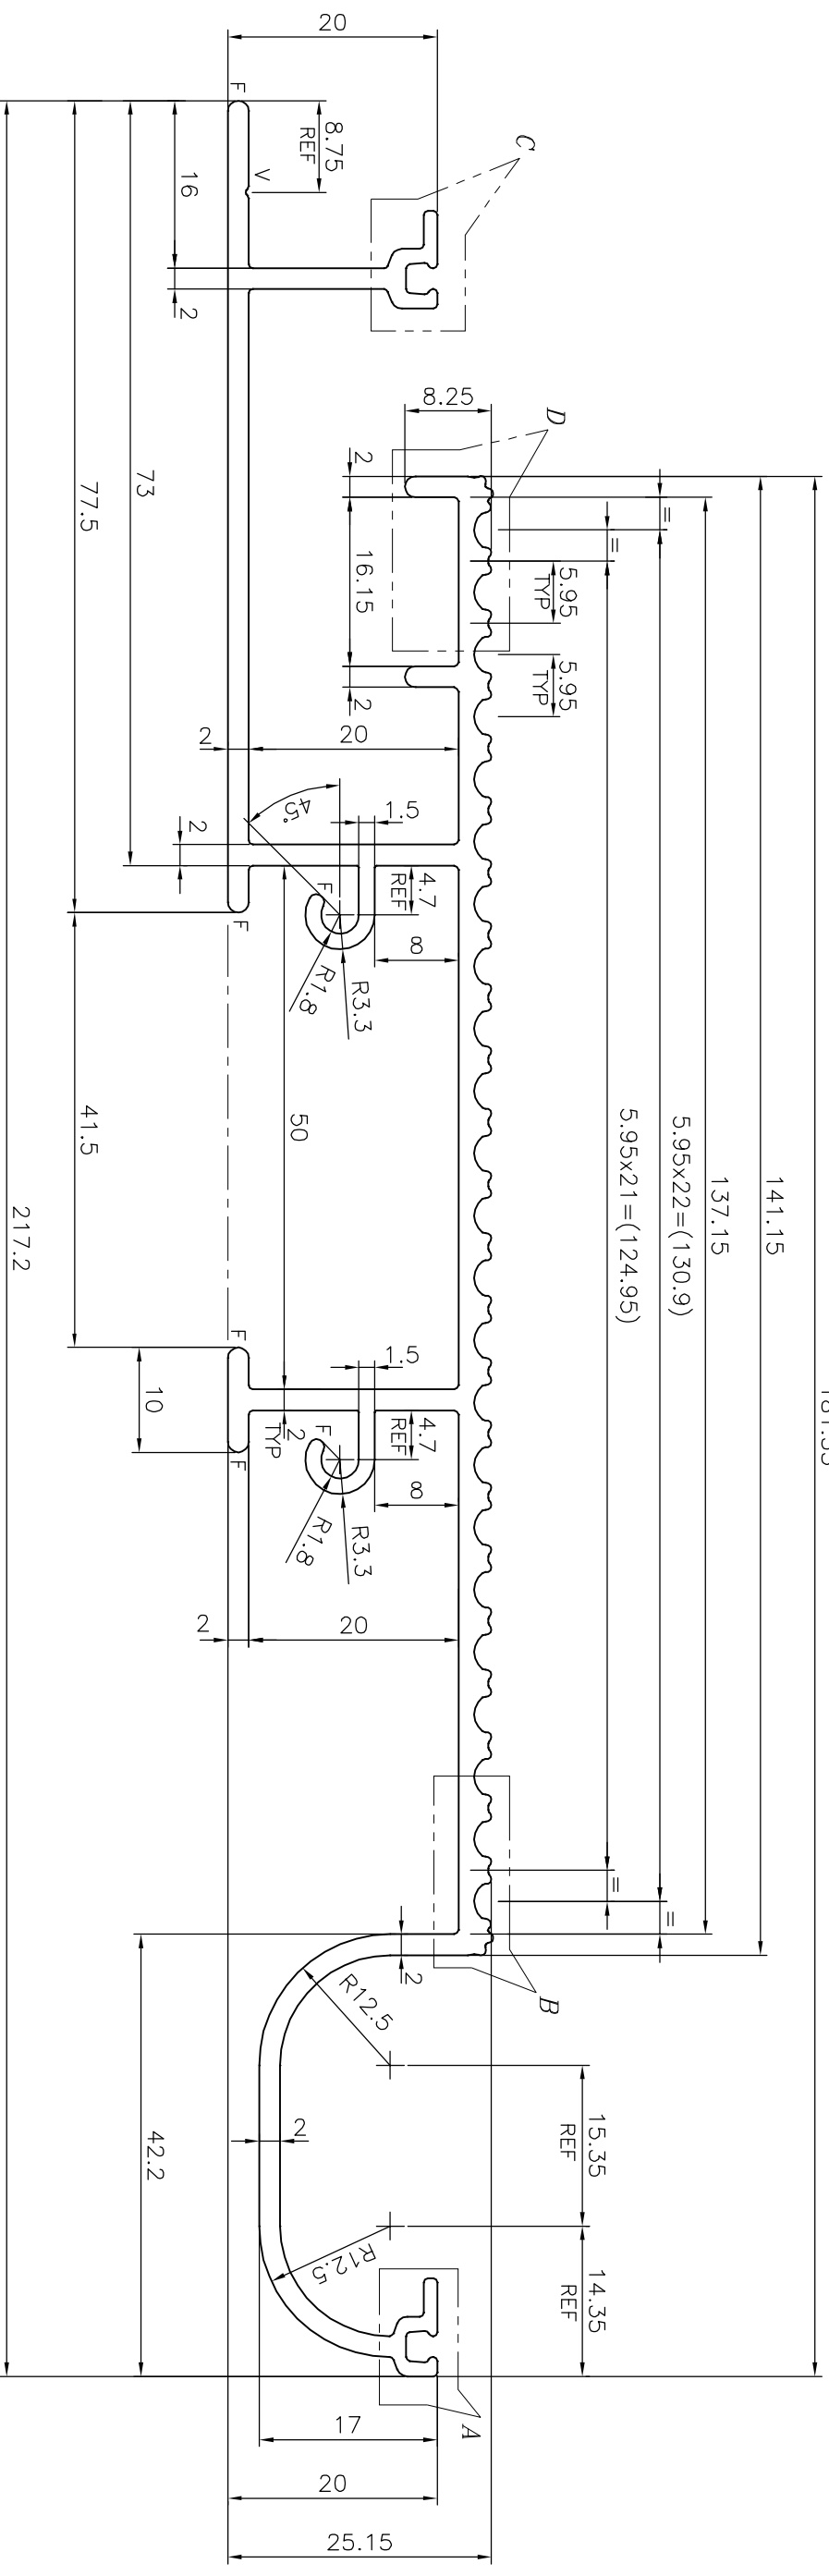 20
F
8.75
REF
V
16
2
C
73
77.5
8.25
2
16.15
2
D
=
=
5.95
TYP
5.95
TYP
2
20
2
45°
1.5
F
4.7
REF
8
F
R1.8
R3.3
50
41.5
217.2
5.95x21=(124.95)
5.95x22=(130.9)
137.15
141.15
F
10
F
1.5
2
TYP
F
4.7
REF
8
R1.8
R3.3
2
20
=
=
2
B
R12.5
15.35
REF
2
42.2
R12.5
14.35
REF
A
17
20
25.15